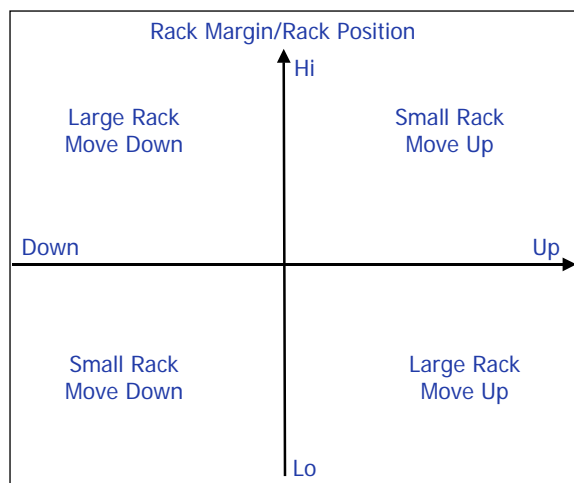 Rack Margin/Rack Position
Hi
Large Rack
Move Down
Small Rack
Move Up
Down
Up
Small Rack
Move Down
Large Rack
Move Up
Lo